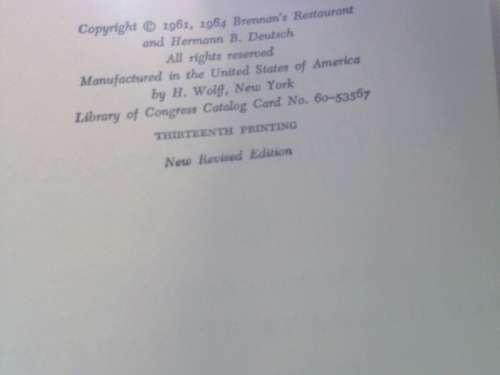 Copyright © 1961, 1964 Brennan's Restaurant
and Hermann B. Deutsch
All rights reserved
Manufactured in the United States of America
by H. Wolff, New York
Library of Congress Catalog Card No. 60–53567
THIRTEENTH PRINTING
New Revised Edition